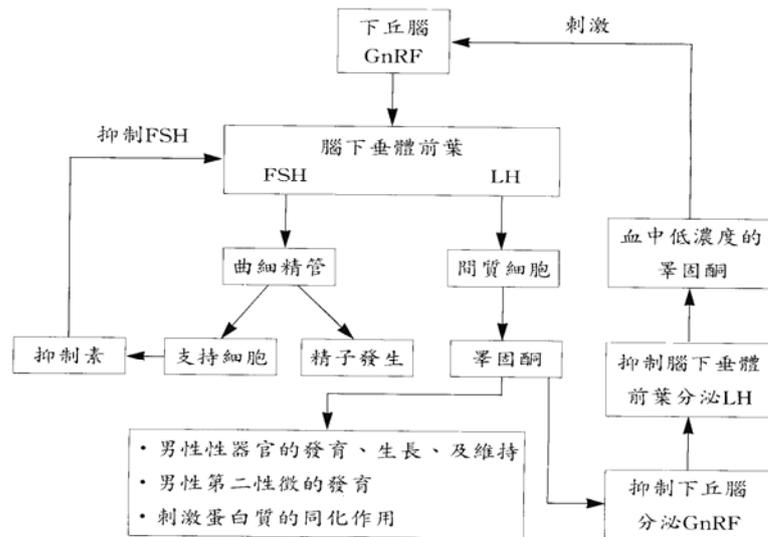 下丘腦
GnRF
刺激
抑制FSH
腦下垂體前葉
FSH
LH
曲細精管
間質細胞
血中低濃度的
睪固酮
抑制素
支持細胞
精子發生
睪固酮
抑制腦下垂體
前葉分泌LH
・男性性器官的發育、生長、及維持
・男性第二性徵的發育
・刺激蛋白質的同化作用
抑制下丘腦
分泌GnRF